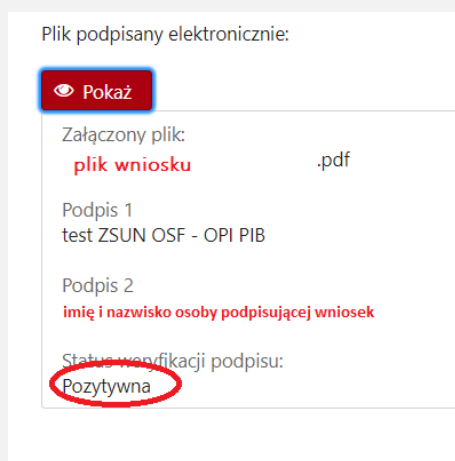 Plik podpisany elektronicznie:
Pokaż
Załączony plik:
plik wniosku .pdf
Podpis 1
test ZSUN OSF - OPI PIB
Podpis 2
imię i nazwisko osoby podpisującej wniosek
Status weryfikacji podpisu:
Pozytywna